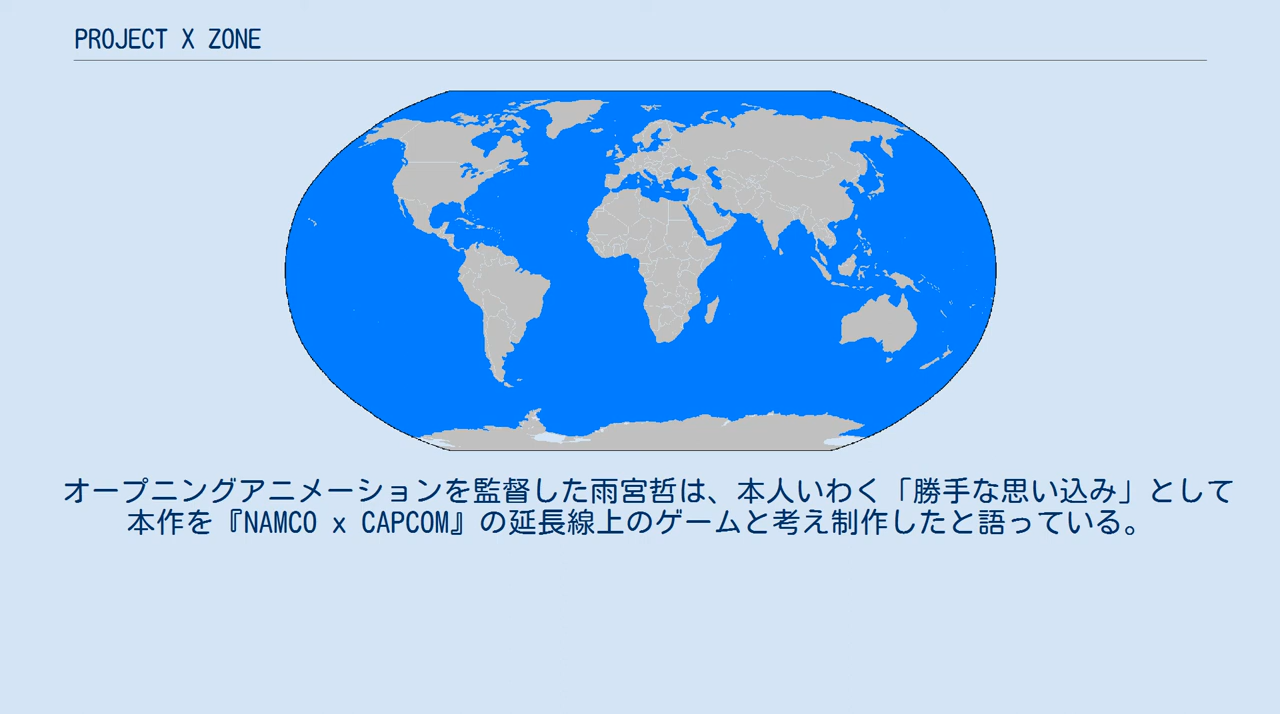 PROJECT X ZONE
オープニングアニメーションを監督した雨宮哲は、本人いわく「勝手な思い込み」として
本作を『NAMCO x CAPCOM』の延長線上のゲームと考え制作したと語っている。